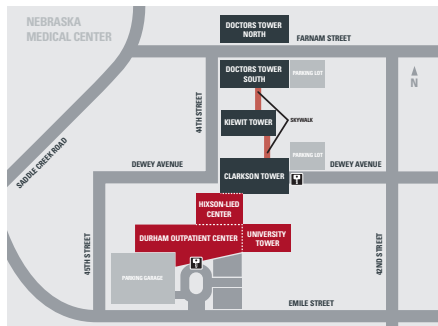 NEBRASKA
MEDICAL CENTER
DOCTORS TOWER
NORTH
FARNAM STREET
DOCTORS TOWER
SOUTH
PARKING LOT
N
44TH STREET
SKYWALK
KIEWIT TOWER
SADDLE CREEK ROAD
DEWEY AVENUE
PARKING LOT
DEWEY AVENUE
CLARKSON TOWER
HIXSON-LIED
CENTER
DURHAM OUTPATIENT CENTER
UNIVERSITY
TOWER
45TH STREET
42ND STREET
PARKING GARAGE
EMILE STREET